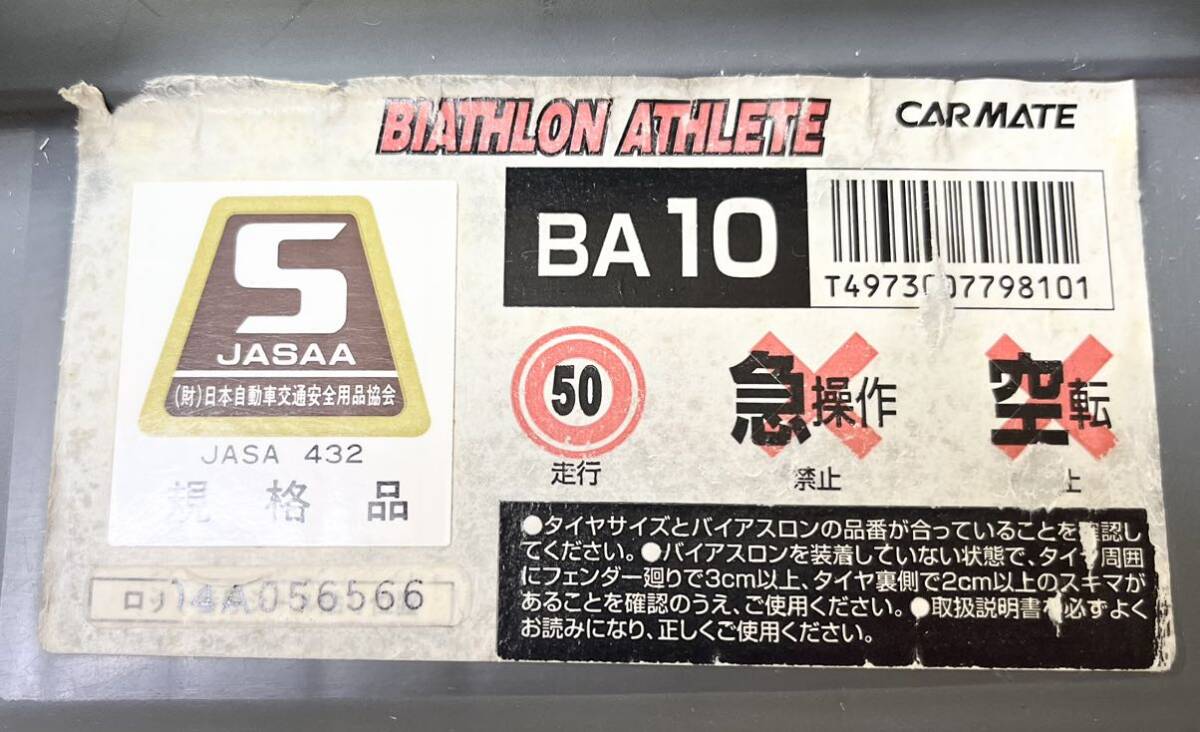 BIATHLON ATHLETE
CARMATE
BA10
T4973007798101
S
JASAA
(財)日本自動車交通安全用品協会
JASA 432
規格品
14A056566
50
走行
急操作
禁止
空転
止
●タイヤサイズとバイアスロンの品番が合っていることを確認し
てください。●バイアスロンを装着していない状態で、タイヤ周囲
にフェンダー廻りで3cm以上、タイヤ裏側で2cm以上のスキマが
あることを確認のうえ、ご使用ください。●取扱説明書を必ずよく
お読みになり、正しくご使用ください。